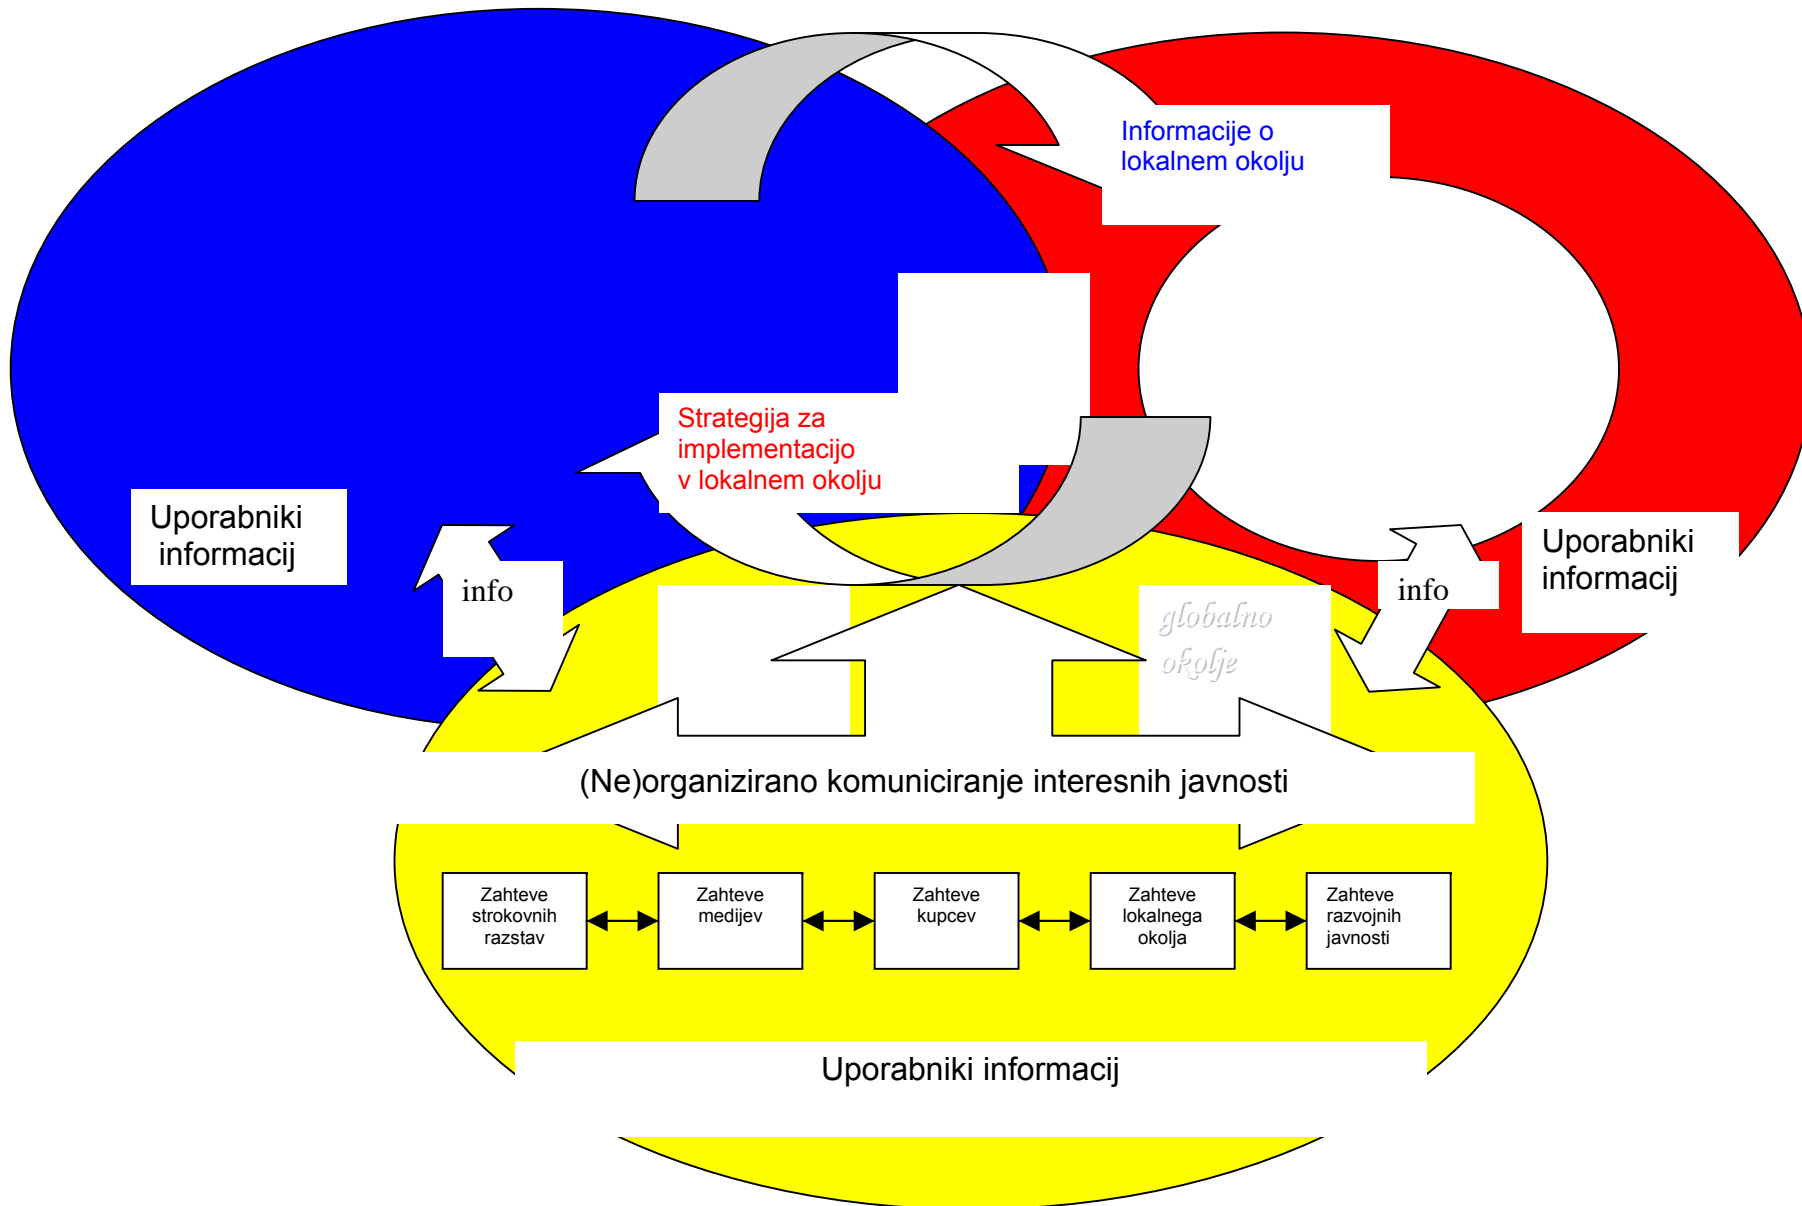 Informacije o
lokalnem okolju
Strategija za
implementacijo
v lokalnem okolju
Uporabniki
informacij
info
Uporabniki
informacij
info
globalno
okolje
(Ne)organizirano komuniciranje interesnih javnosti
Zahteve
strokovnih
razstav
Zahteve
medijev
Zahteve
kupcev
Zahteve
lokalnega
okolja
Zahteve
razvojnih
javnosti
Uporabniki informacij